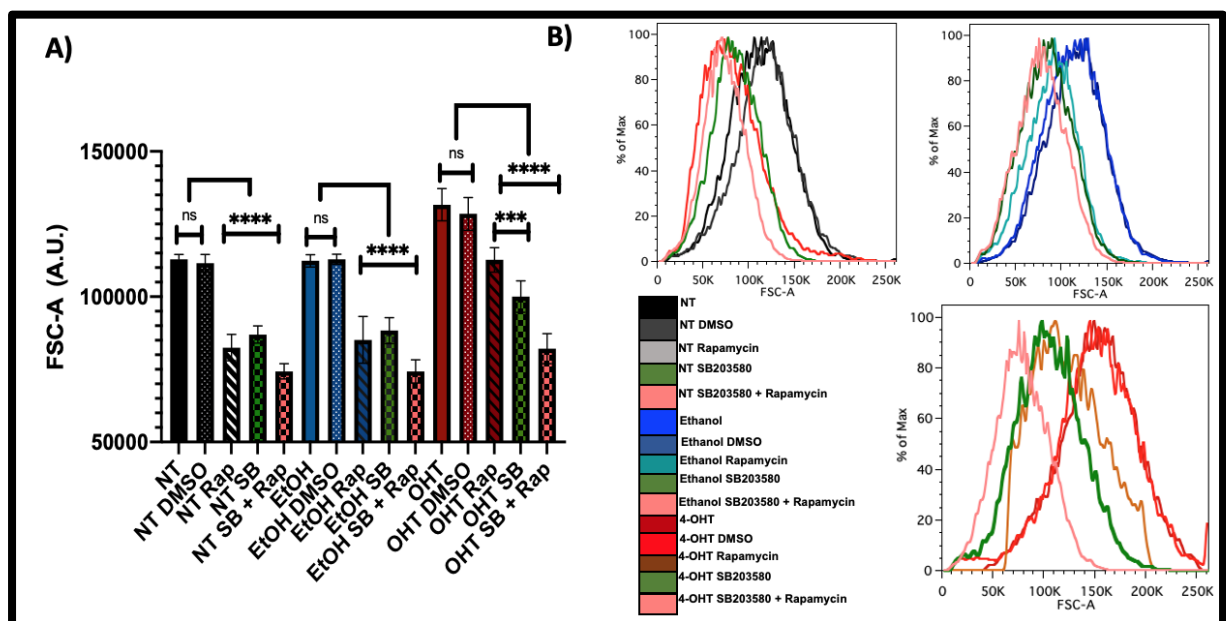 A)
FSC-A (A.U.)
150000
100000
50000
ns
****
ns
****
ns
****
***
NT
NT DMSO
NT Rap
NT SB
NT SB + Rap
EtOH
EtOH DMSO
EtOH Rap
EtOH SB
EtOH SB + Rap
OHT
OHT DMSO
OHT Rap
OHT SB
OHT SB + Rap
B)
% of Max
100
80
60
40
20
0
0 50K 100K 150K 200K 250K
FSC-A
% of Max
100
80
60
40
20
0
0 50K 100K 150K 200K 250K
FSC-A
NT
NT DMSO
NT Rapamycin
NT SB203580
NT SB203580 + Rapamycin
Ethanol
Ethanol DMSO
Ethanol Rapamycin
Ethanol SB203580
Ethanol SB203580 + Rapamycin
4-OHT
4-OHT DMSO
4-OHT Rapamycin
4-OHT SB203580
4-OHT SB203580 + Rapamycin
% of Max
100
80
60
40
20
0
0 50K 100K 150K 200K 250K
FSC-A